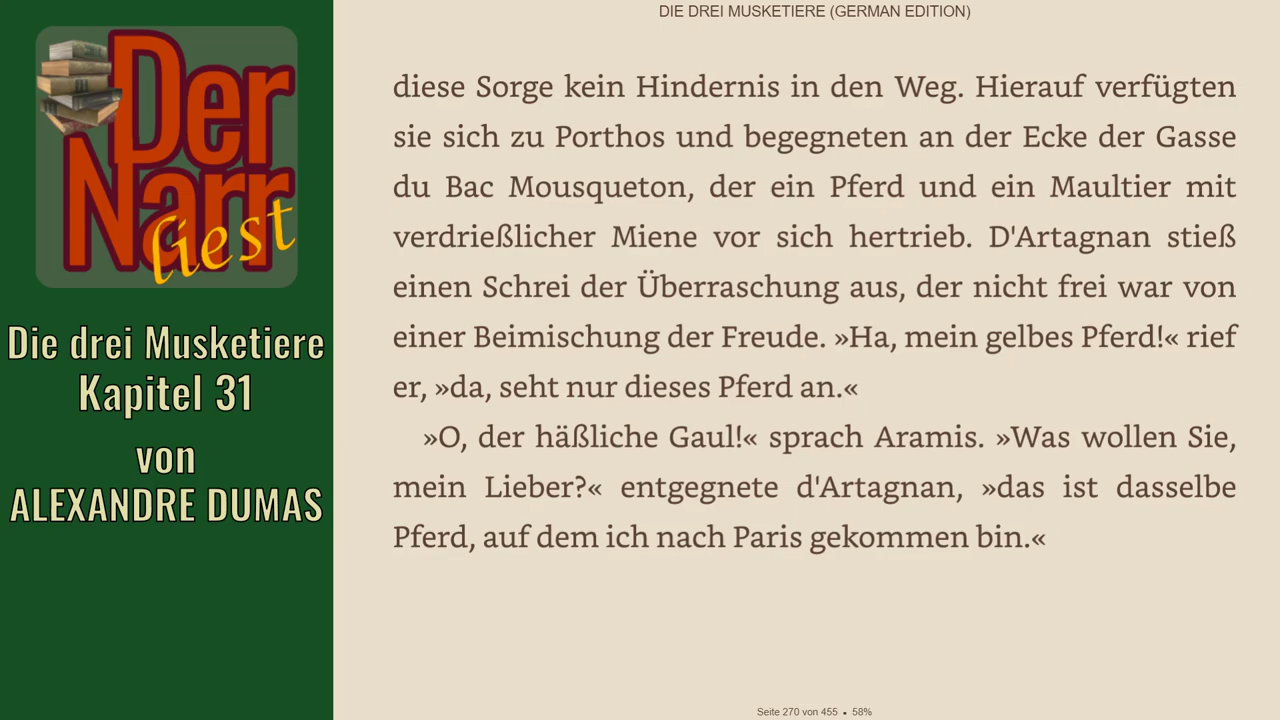 Der
Narr
liest
Die drei Musketiere
Kapitel 31
von
ALEXANDRE DUMAS
DIE DREI MUSKETIERE (GERMAN EDITION)
diese Sorge kein Hindernis in den Weg. Hierauf verfügten
sie sich zu Porthos und begegneten an der Ecke der Gasse
du Bac Mousqueton, der ein Pferd und ein Maultier mit
verdrießlicher Miene vor sich hertrieb. D'Artagnan stieß
einen Schrei der Überraschung aus, der nicht frei war von
einer Beimischung der Freude. »Ha, mein gelbes Pferd!« rief
er, »da, seht nur dieses Pferd an.«
»O, der häßliche Gaul!« sprach Aramis. »Was wollen Sie,
mein Lieber?« entgegnete d'Artagnan, »das ist dasselbe
Pferd, auf dem ich nach Paris gekommen bin.«
Seite 270 von 455 • 58%